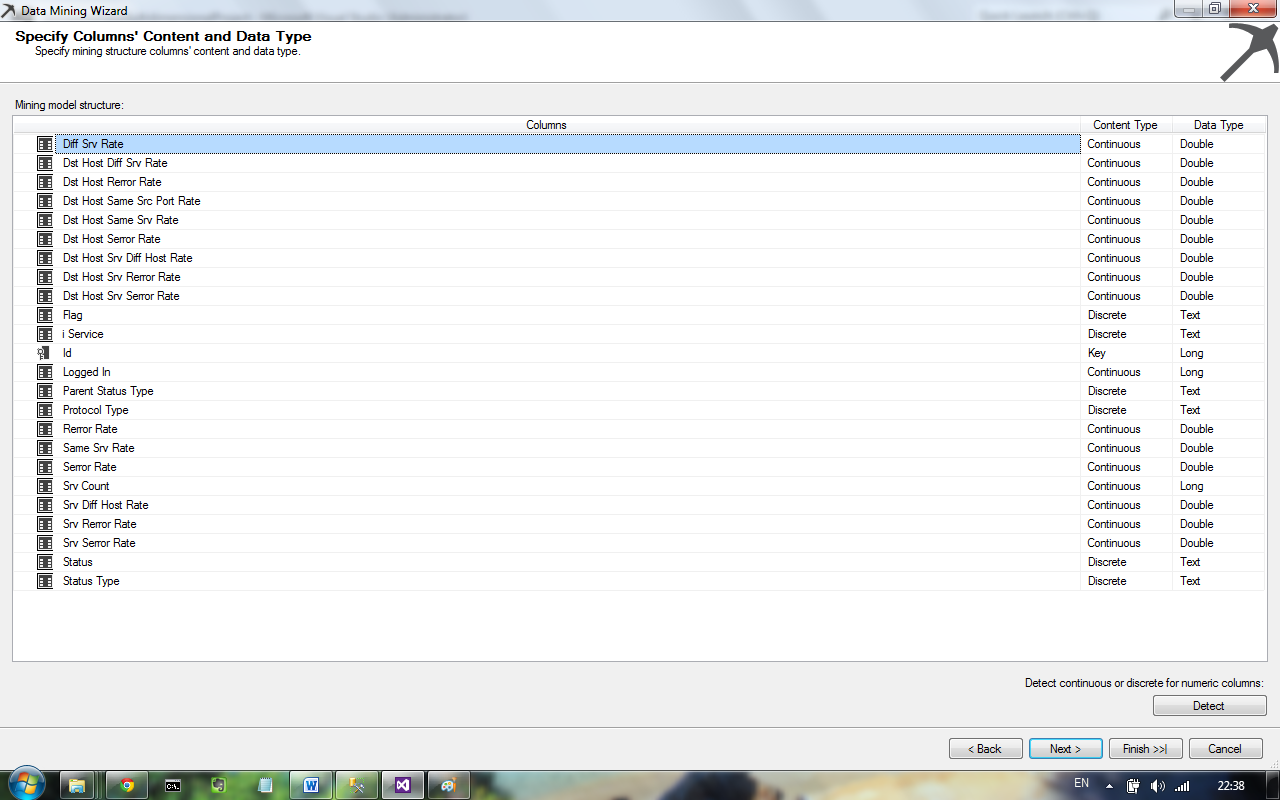 Data Mining Wizard
Specify Columns' Content and Data Type
Specify mining structure columns' content and data type.
Mining model structure:
Columns Content Type Data Type
Diff Srv Rate Continuous Double
Dst Host Diff Srv Rate Continuous Double
Dst Host Rerror Rate Continuous Double
Dst Host Same Src Port Rate Continuous Double
Dst Host Same Srv Rate Continuous Double
Dst Host Serror Rate Continuous Double
Dst Host Srv Diff Host Rate Continuous Double
Dst Host Srv Rerror Rate Continuous Double
Dst Host Srv Serror Rate Continuous Double
Flag Discrete Text
i Service Discrete Text
Id Key Long
Logged In Continuous Long
Parent Status Type Discrete Text
Protocol Type Discrete Text
Rerror Rate Continuous Double
Same Srv Rate Continuous Double
Serror Rate Continuous Double
Srv Count Continuous Long
Srv Diff Host Rate Continuous Double
Srv Rerror Rate Continuous Double
Srv Serror Rate Continuous Double
Status Discrete Text
Status Type Discrete Text
Detect continuous or discrete for numeric columns:
Detect
< Back Next > Finish >>| Cancel
EN 22:38